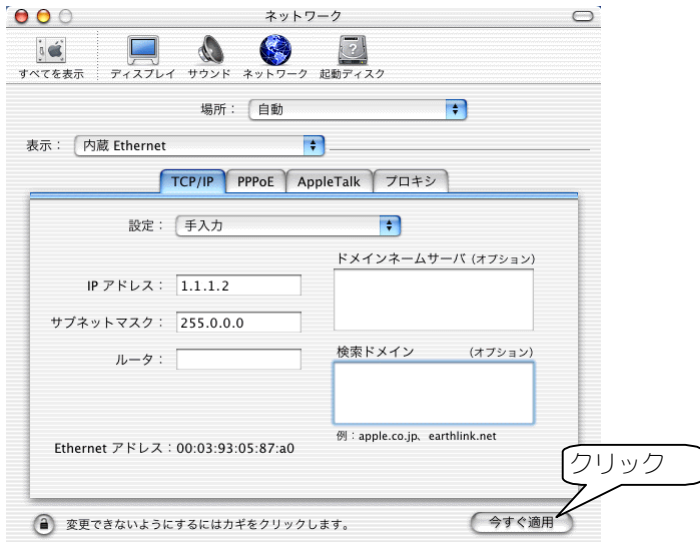 ネットワーク
すべてを表示 ディスプレイ サウンド ネットワーク 起動ディスク
場所： 自動
表示： 内蔵 Ethernet
TCP/IP PPPoE AppleTalk プロキシ
設定： 手入力
ドメインネームサーバ (オプション)
IP アドレス： 1.1.1.2
サブネットマスク： 255.0.0.0
ルータ：
検索ドメイン (オプション)
例：apple.co.jp、earthlink.net
Ethernet アドレス：00:03:93:05:87:a0
クリック
変更できないようにするにはカギをクリックします。
今すぐ適用